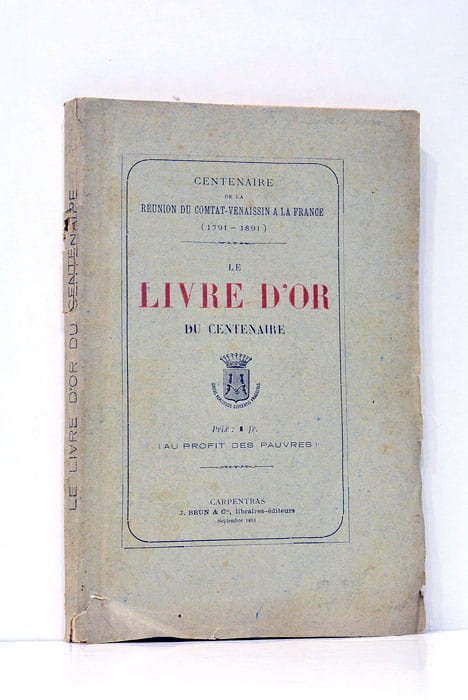 LE LIVRE D'OR DU CENTENAIRE
CENTENAIRE
DE LA
RÉUNION DU COMTAT-VENAISSIN A LA FRANCE
(1791-1891)
LE
LIVRE D'OR
DU CENTENAIRE
Prix : 1 fr.
(AU PROFIT DES PAUVRES)
CARPENTRAS
J. BRUN & Cie, libraires-éditeurs
Septembre 1891